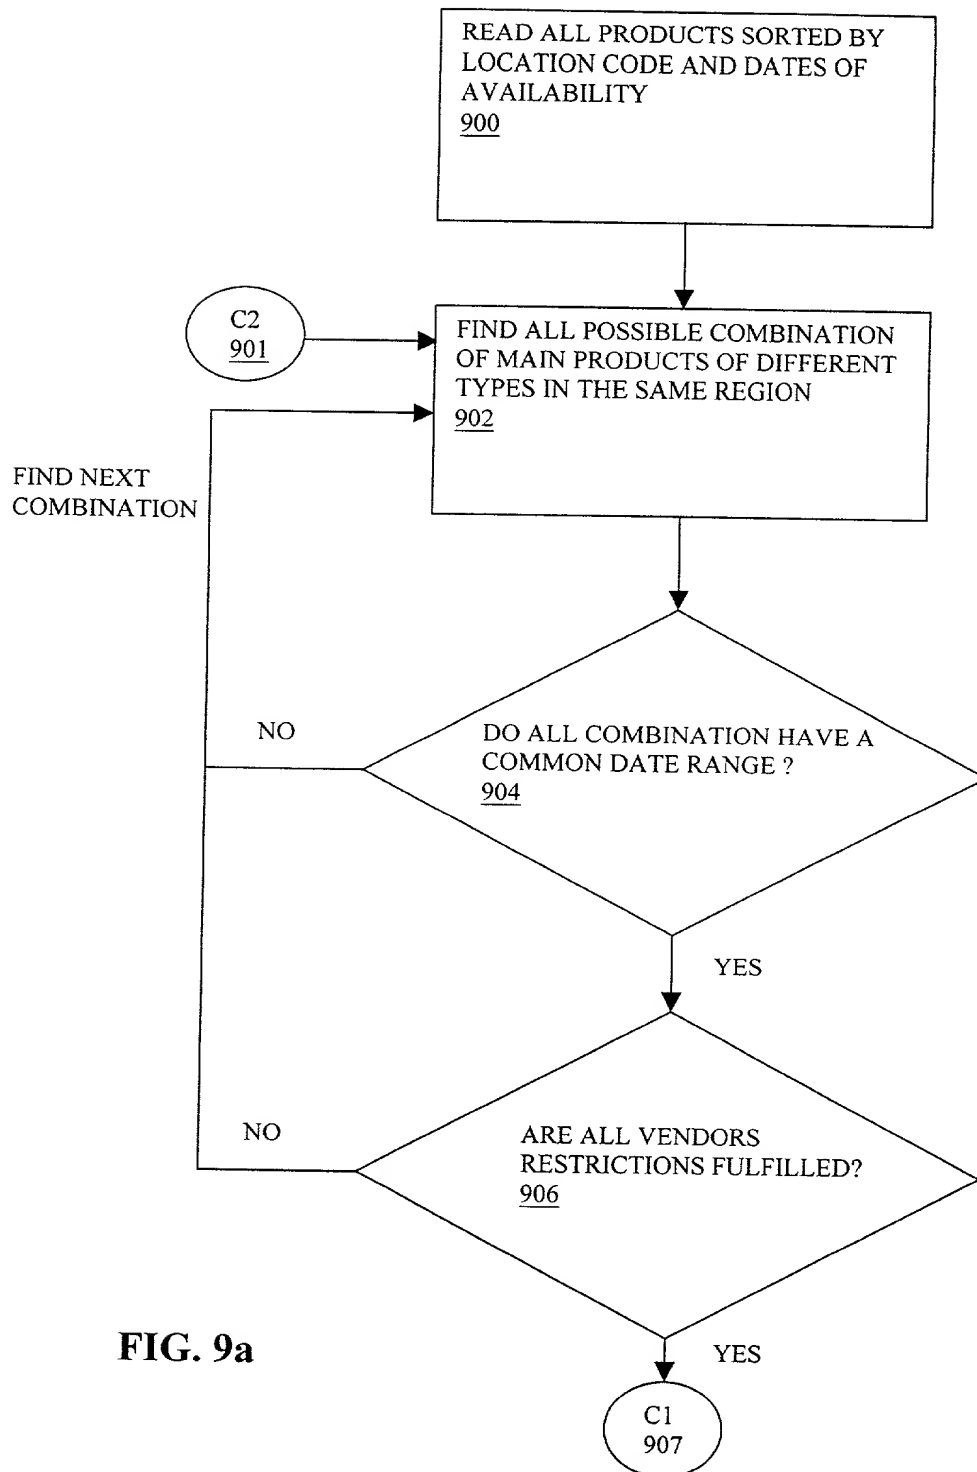 READ ALL PRODUCTS SORTED BY
LOCATION CODE AND DATES OF
AVAILABILITY
900
C2
901
FIND ALL POSSIBLE COMBINATION
OF MAIN PRODUCTS OF DIFFERENT
TYPES IN THE SAME REGION
902
FIND NEXT
COMBINATION
NO
DO ALL COMBINATION HAVE A
COMMON DATE RANGE ?
904
YES
NO
ARE ALL VENDORS
RESTRICTIONS FULFILLED?
906
YES
FIG. 9a
C1
907